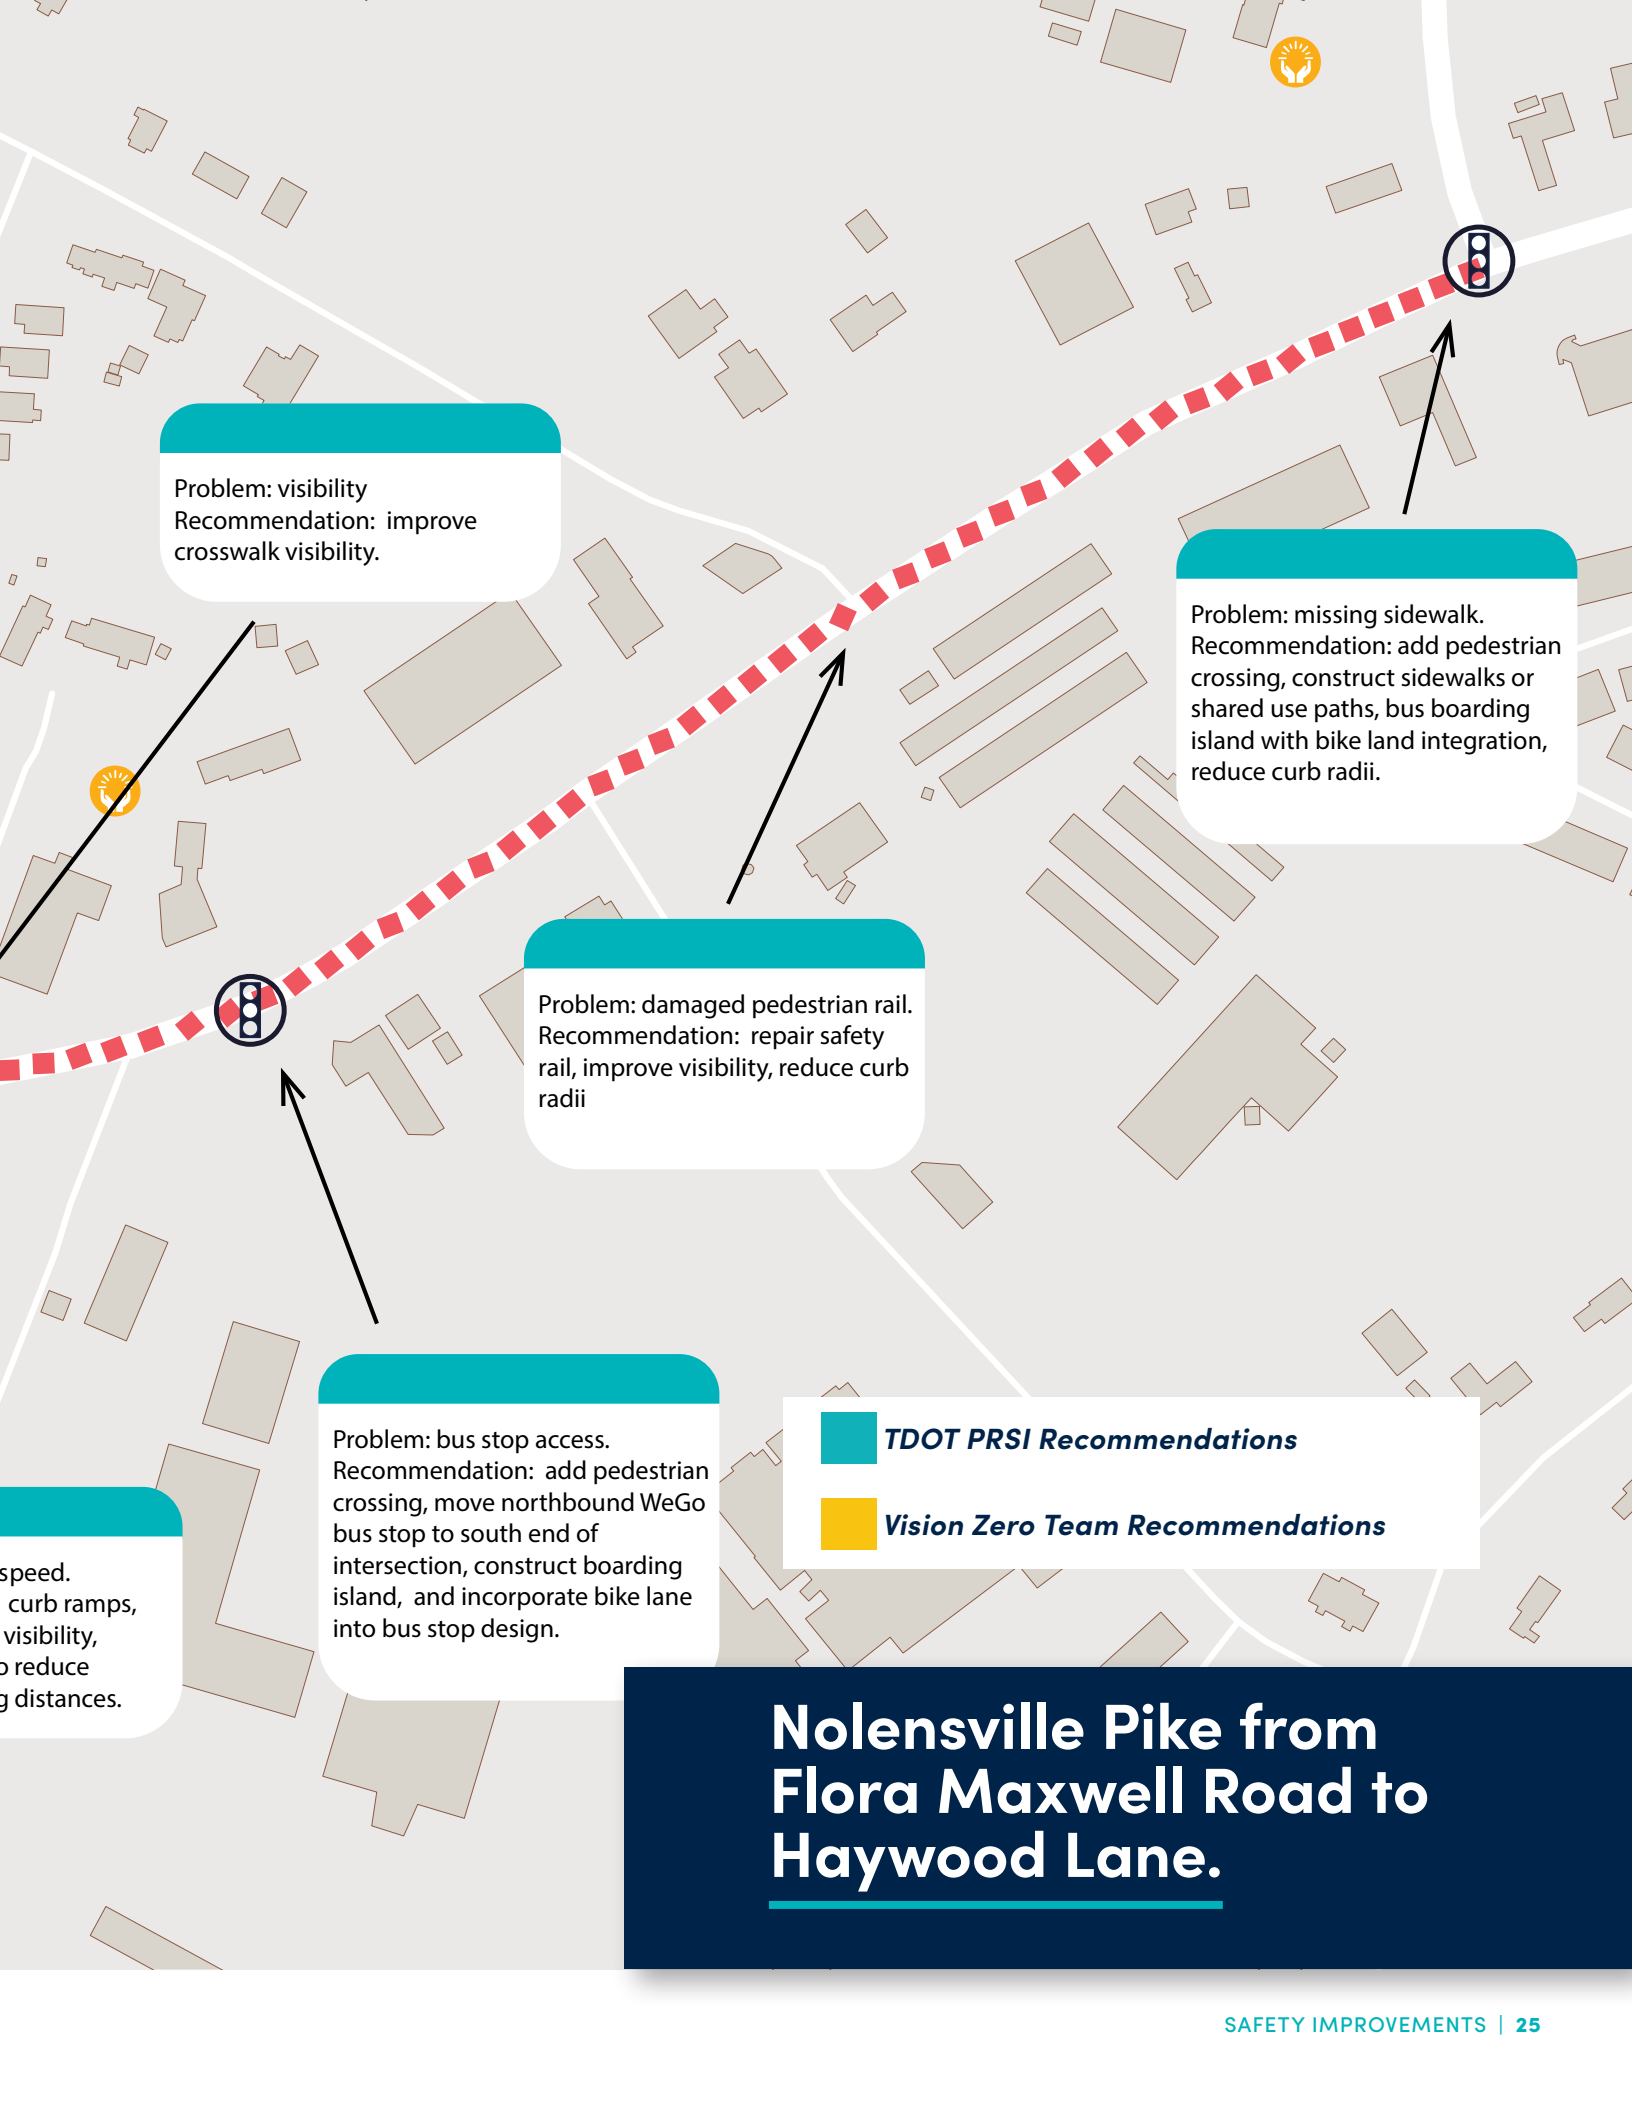 Problem: visibility
Recommendation:  improve
crosswalk visibility.
Problem: missing sidewalk.
Recommendation: add pedestrian
crossing, construct sidewalks or
shared use paths, bus boarding
island with bike land integration,
reduce curb radii.
Problem: damaged pedestrian rail.
Recommendation:  repair safety
rail, improve visibility, reduce curb
radii
Problem: bus stop access.
Recommendation:  add pedestrian
crossing, move northbound WeGo
bus stop to south end of
intersection, construct boarding
island,  and incorporate bike lane
into bus stop design.
speed.
curb ramps,
visibility,
reduce
distances.
TDOT PRSI Recommendations
Vision Zero Team Recommendations
Nolensville Pike from
Flora Maxwell Road to
Haywood Lane.
SAFETY IMPROVEMENTS | 25